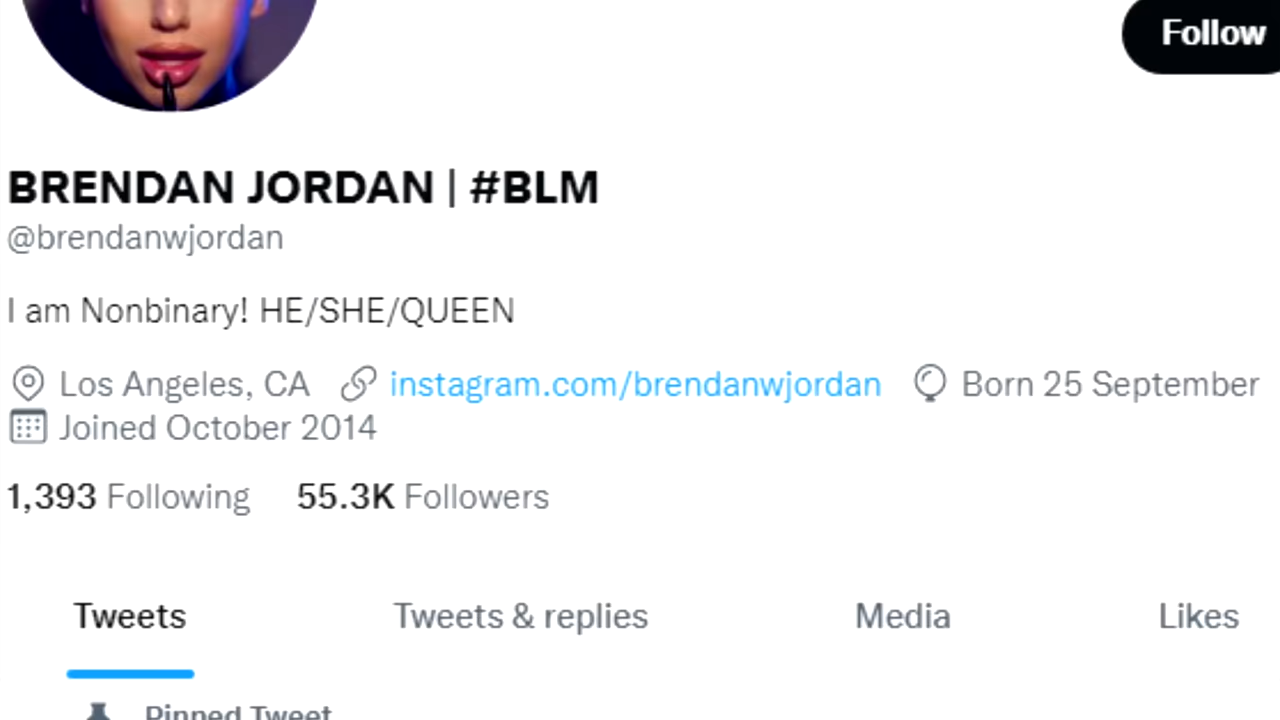 Follow
BRENDAN JORDAN | #BLM
@brendanwjordan
I am Nonbinary! HE/SHE/QUEEN
Los Angeles, CA instagram.com/brendanwjordan Born 25 September
Joined October 2014
1,393 Following 55.3K Followers
Tweets Tweets & replies Media Likes
Pinned Tweet